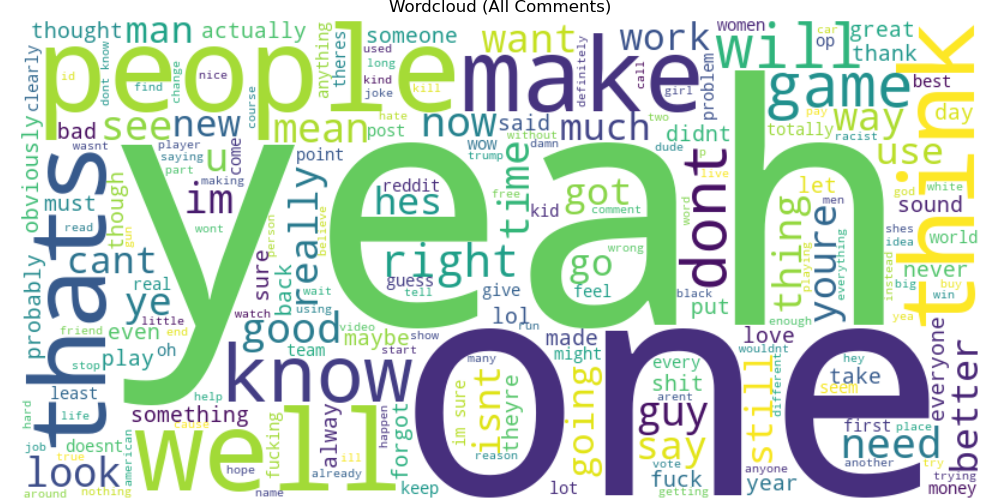 Wordcloud (All Comments)
thought man actually someone want work women car op great
people make will thank
clearly dont know find change id nice used long kind joke kill anything theres definitely call girl problem game best think
course
bad see new mean post hate now said much two didnt totally pay racist way day
obviously wasnt player saying part making come point wow trump without damn dude p live use
thats must read though gun u im really believe person wont reddit hes time free kid got comment wrong word dont let men god white sound
yeah
probably cant real ye little friend end even sure back watch wait using right guess tell give go feel black put thing playing youre everything instead shes idea world never big buy win yea
stop play oh good team video maybe show start lol run made might love enough wouldnt hey everyone
least life help know one many isnt theyre im sure reason going every arent shit guy different still seem take better
hard something cause well fucking hope alway happen forgot say vote fuck getting anyone year first place need another try trying
job doesnt american true nothing look around name already ill keep lot money